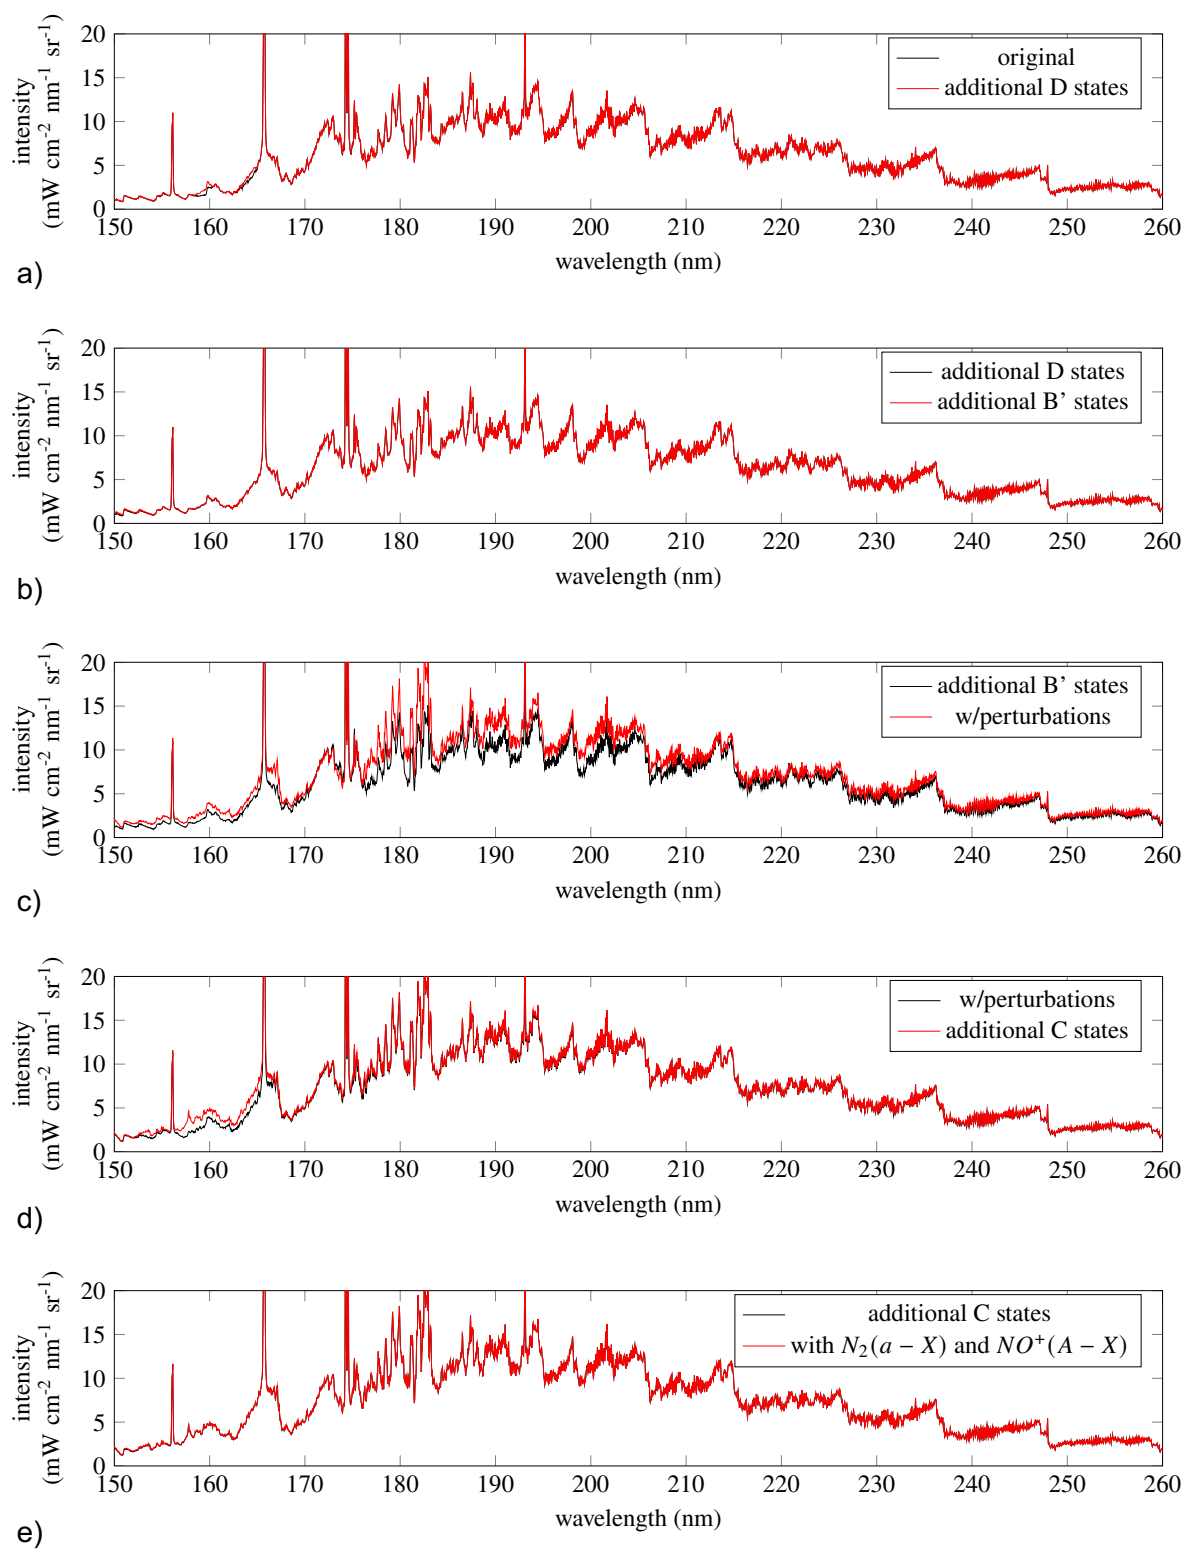 20
15
10
5
0
intensity
(mW cm-2 nm-1 sr-1)
original
additional D states
150 160 170 180 190 200 210 220 230 240 250 260
wavelength (nm)
a)
20
15
10
5
0
intensity
(mW cm-2 nm-1 sr-1)
additional D states
additional B’ states
150 160 170 180 190 200 210 220 230 240 250 260
wavelength (nm)
b)
20
15
10
5
0
intensity
(mW cm-2 nm-1 sr-1)
additional B’ states
w/perturbations
150 160 170 180 190 200 210 220 230 240 250 260
wavelength (nm)
c)
20
15
10
5
0
intensity
(mW cm-2 nm-1 sr-1)
w/perturbations
additional C states
150 160 170 180 190 200 210 220 230 240 250 260
wavelength (nm)
d)
20
15
10
5
0
intensity
(mW cm-2 nm-1 sr-1)
additional C states
with N2(a − X) and NO+(A − X)
150 160 170 180 190 200 210 220 230 240 250 260
wavelength (nm)
e)